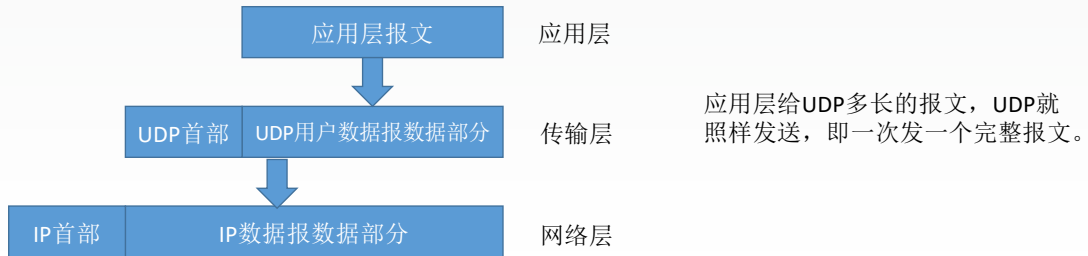 应用层报文
应用层
UDP首部
UDP用户数据报数据部分
传输层
应用层给UDP多长的报文，UDP就
照样发送，即一次发一个完整报文。
IP首部
IP数据报数据部分
网络层